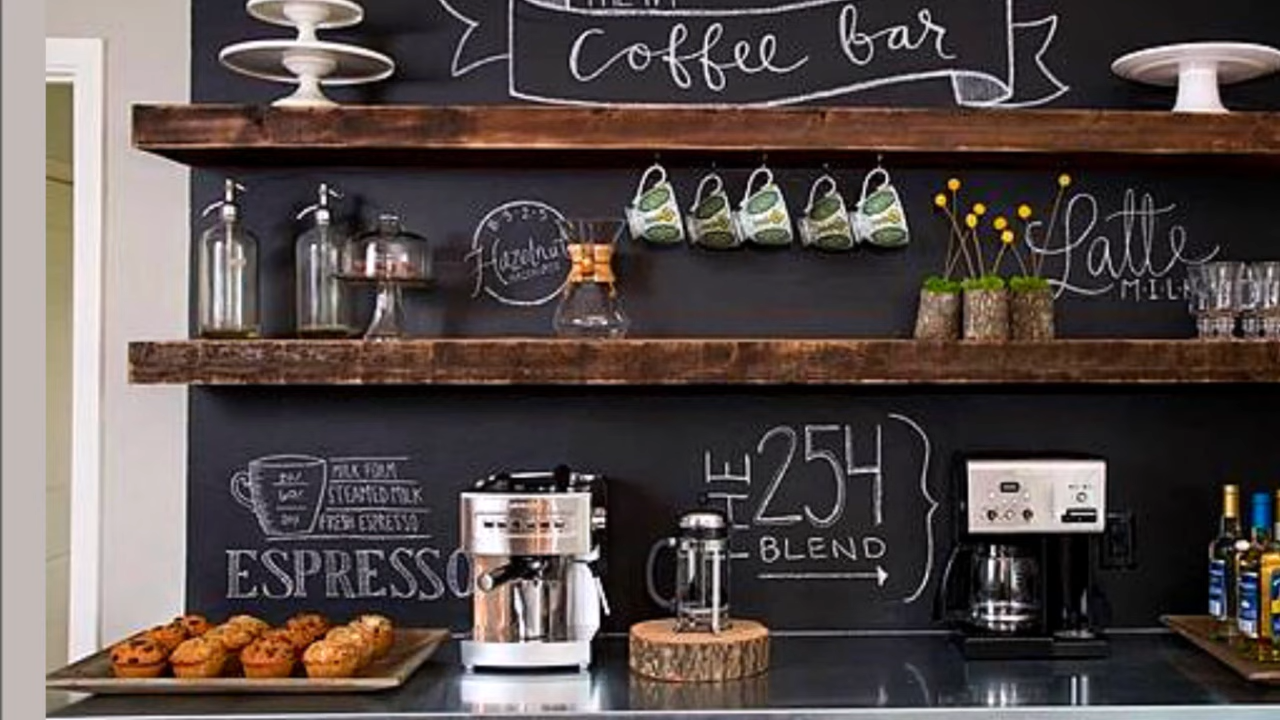 coffee bar
Hazelnut
Latte
MILK
MILK FOAM
STEAMED MILK
FRESH ESPRESSO
ESPRESSO
THE
254
BLEND